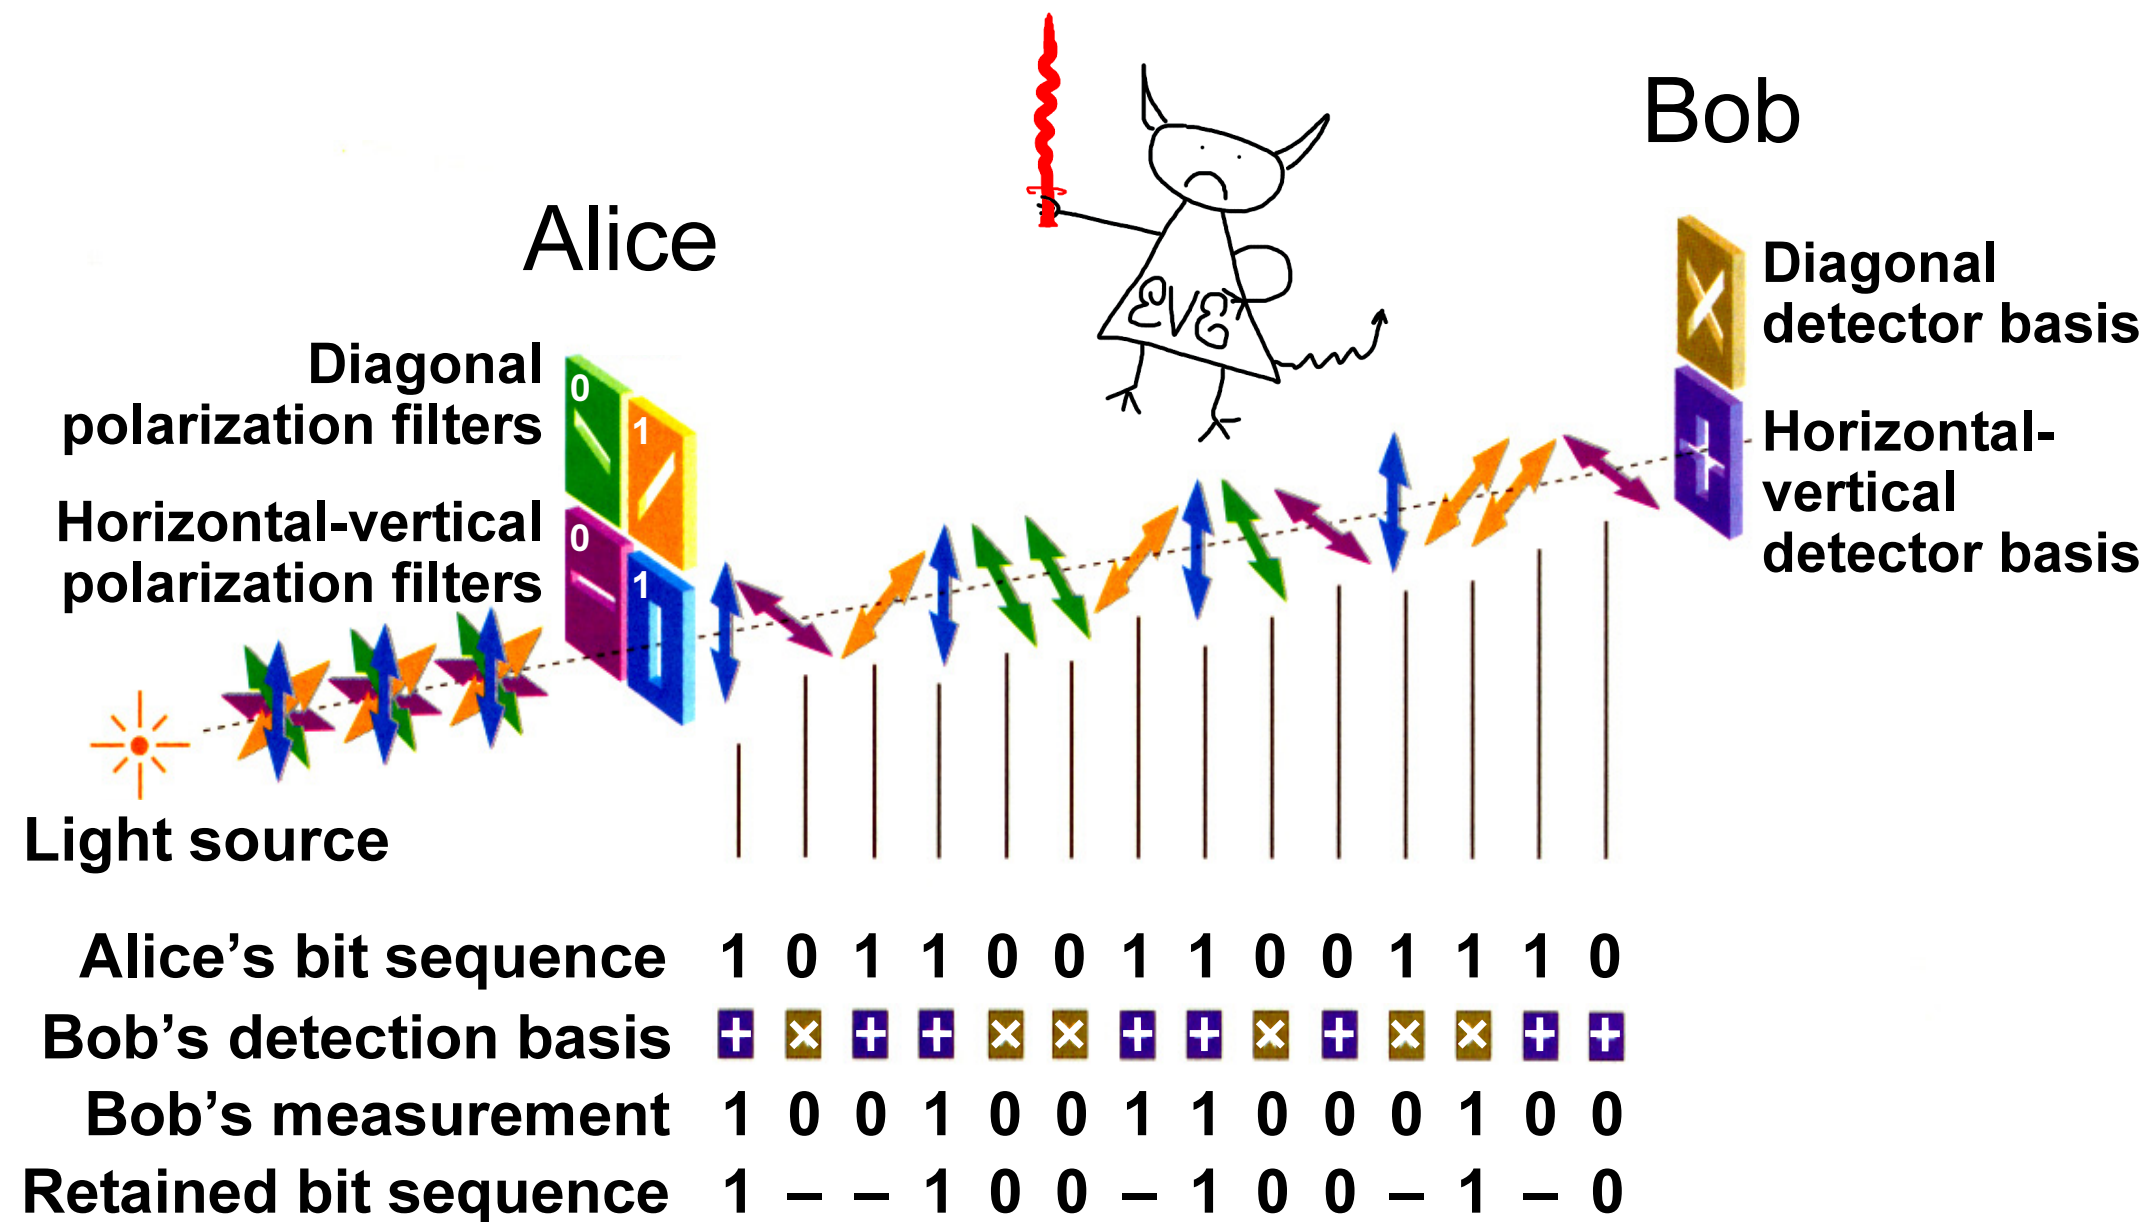 Bob
Alice
Diagonal
detector basis
Diagonal
polarization filters
0
1
Horizontal-
vertical
detector basis
Horizontal-vertical
polarization filters
0
1
EVE
Light source
Alice’s bit sequence 1 0 1 1 0 0 1 1 0 0 1 1 1 0
Bob’s detection basis + × + + × × + + × + × × + +
Bob’s measurement 1 0 0 1 0 0 1 1 0 0 0 1 0 0
Retained bit sequence 1 – – 1 0 0 – 1 0 0 – 1 – 0